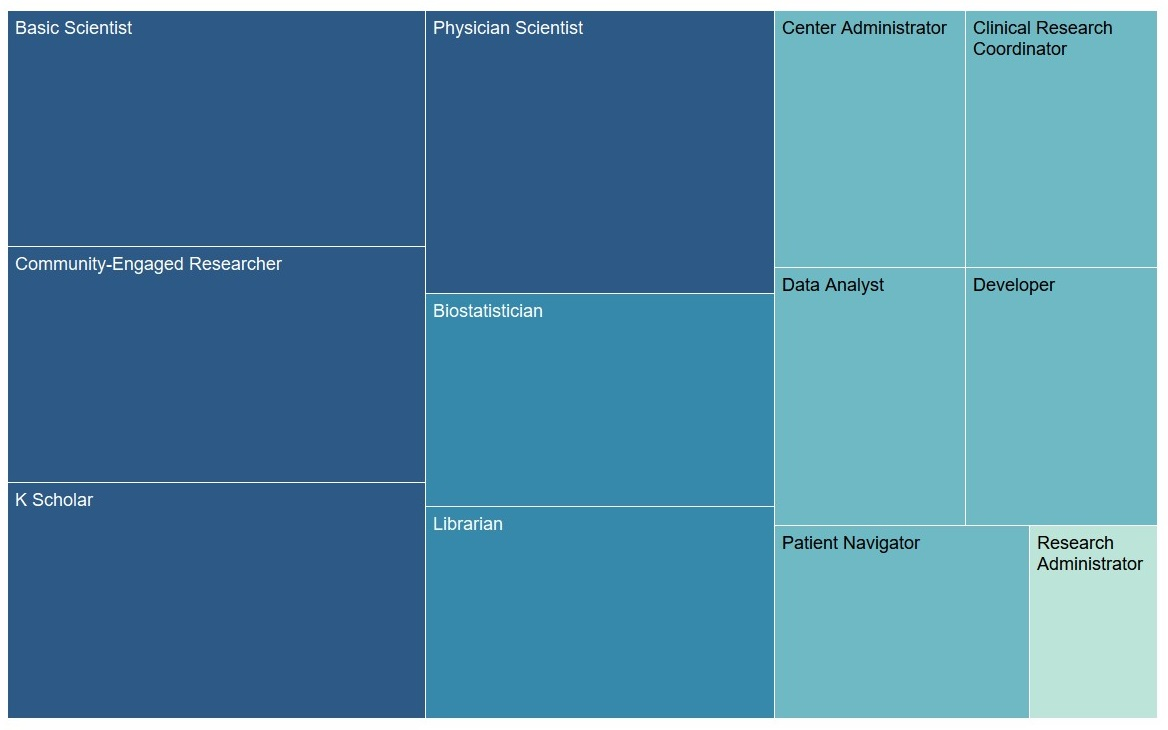 Basic Scientist
Community-Engaged Researcher
K Scholar
Physician Scientist
Biostatistician
Librarian
Center Administrator
Clinical Research
Coordinator
Data Analyst
Developer
Patient Navigator
Research
Administrator